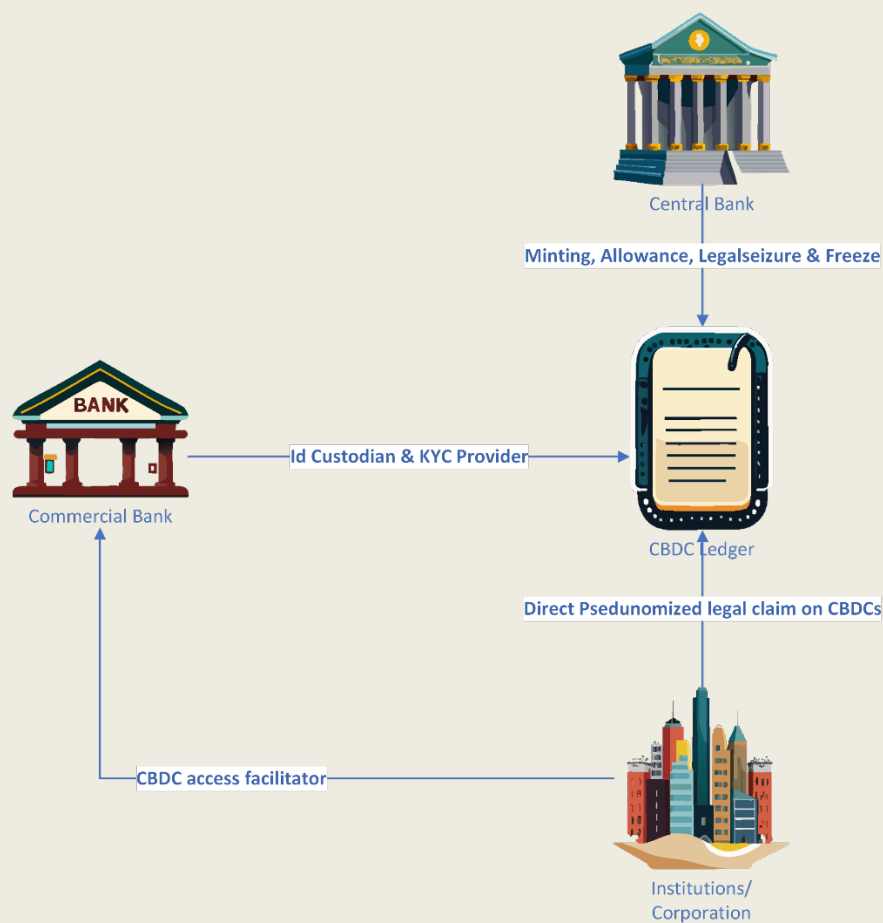 Central Bank
Minting, Allowance, Legalseizure & Freeze
BANK
Id Custodian & KYC Provider
Commercial Bank
CBDC Ledger
Direct Psedunomized legal claim on CBDCs
CBDC access facilitator
Institutions/
Corporation